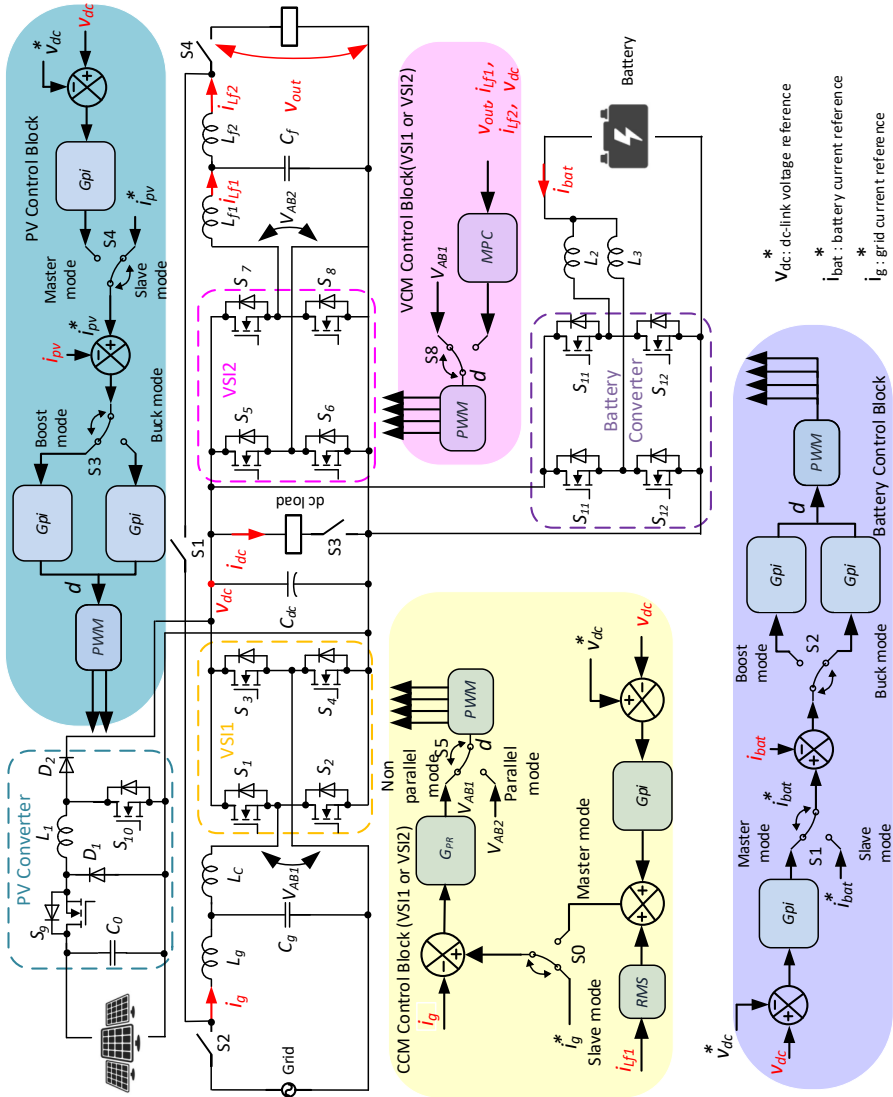 PV Converter
S9
L1
D2
C0
D1
S10
PV Control Block
PWM
d
Gpi
Gpi
Boost mode
S3
Buck mode
ipv
i*pv
Master mode
S4
Slave mode
i*pv
Gpi
v*dc
vdc
Grid
S2
ig
Lg
LC
Cg
VAB1
VSI1
S1
S3
S2
S4
S1
vdc
Cdc
idc
dc load
S3
VSI2
S5
S7
S6
S8
VAB2
Lf1
iLf1
Lf2
iLf2
Cf
S4
vout
CCM Control Block (VSI1 or VSI2)
ig
i*g
Slave mode
S0
Master mode
iLf1
RMS
GPR
VAB1
Non parallel mode
S5
d
Parallel mode
VAB2
PWM
Gpi
v*dc
vdc
VCM Control Block(VSI1 or VSI2)
PWM
d
S8
VAB1
MPC
vout, iLf1,
iLf2, vdc
Battery Converter
S11
S11
S12
S12
L2
L3
ibat
Battery
v*dc
vdc
Gpi
Master mode
S1
Slave mode
i*bat
i*bat
ibat
Boost mode
S2
Buck mode
Gpi
Gpi
d
PWM
Battery Control Block
V*dc: dc-link voltage reference
i*bat : battery current reference
i*g : grid current reference